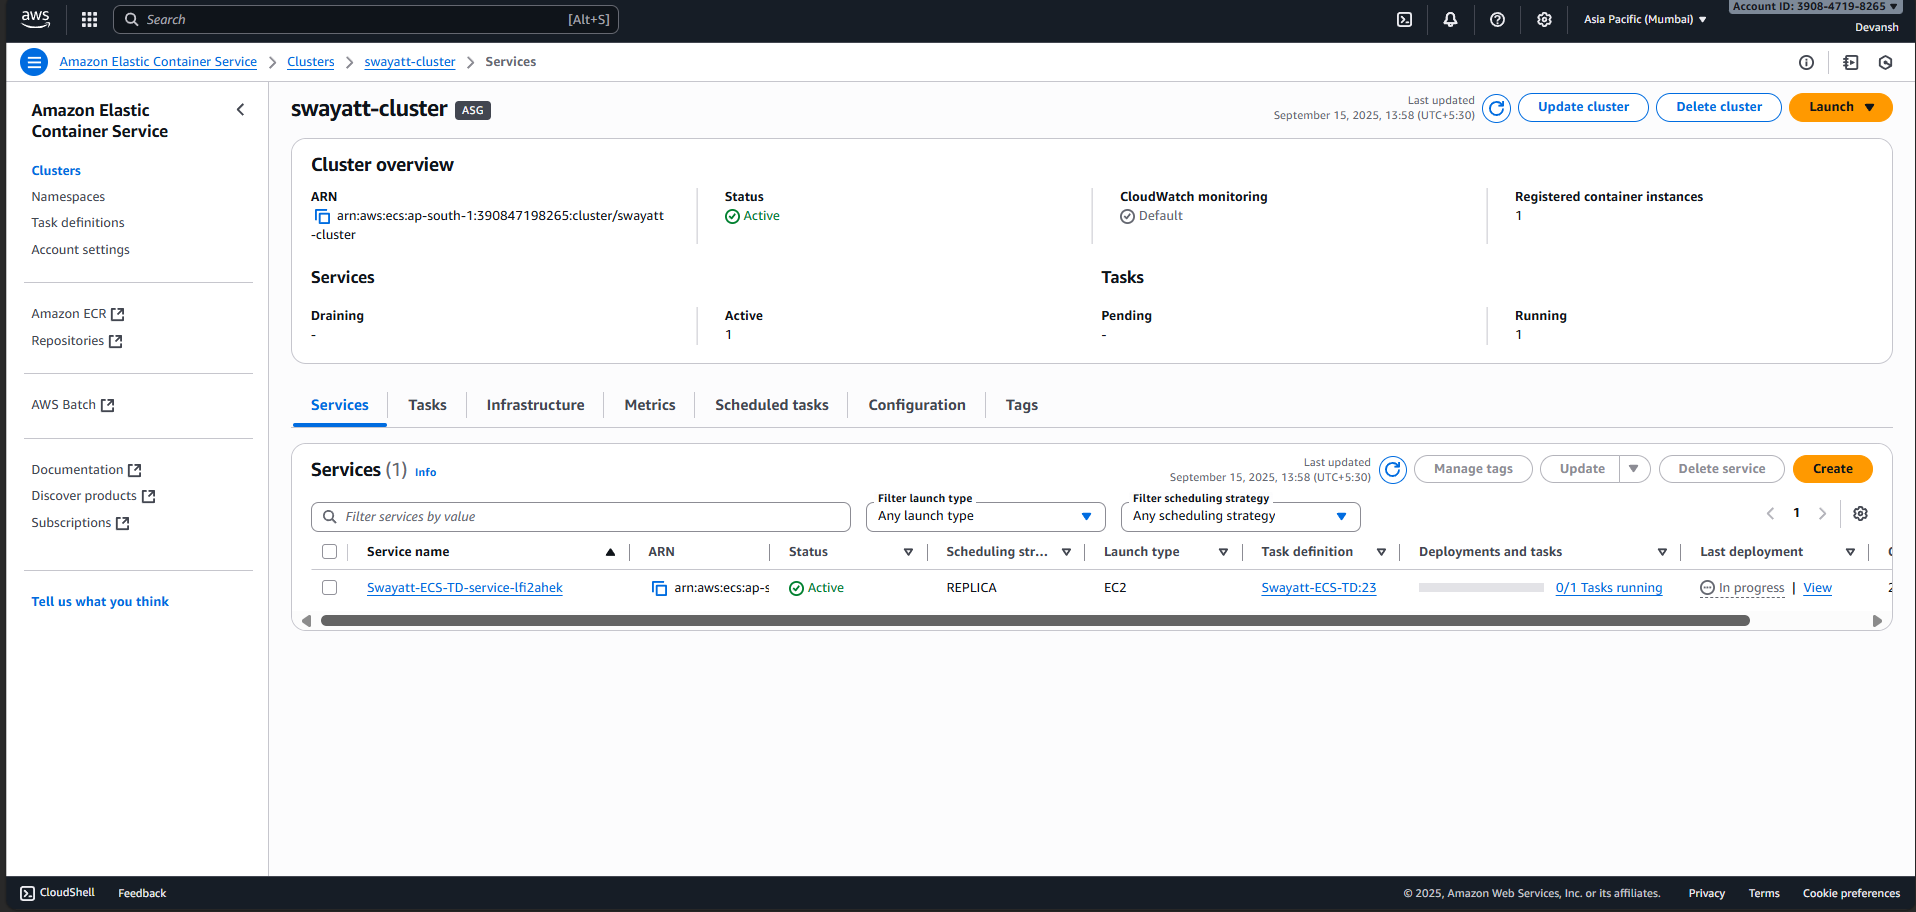 aws
Search [Alt+S]
Asia Pacific (Mumbai) ▼
Account ID: 3908-4719-8265 ▼
Devansh
Amazon Elastic Container Service > Clusters > swayatt-cluster > Services
Amazon Elastic
Container Service
Clusters
Namespaces
Task definitions
Account settings
Amazon ECR
Repositories
AWS Batch
Documentation
Discover products
Subscriptions
Tell us what you think
swayatt-cluster ASG
Last updated
September 15, 2025, 13:58 (UTC+5:30)
Update cluster
Delete cluster
Launch ▼
Cluster overview
ARN
arn:aws:ecs:ap-south-1:390847198265:cluster/swayatt
-cluster
Status
Active
CloudWatch monitoring
Default
Registered container instances
1
Services
Tasks
Draining
-
Active
1
Pending
-
Running
1
Services
Tasks
Infrastructure
Metrics
Scheduled tasks
Configuration
Tags
Services (1) Info
Last updated
September 15, 2025, 13:58 (UTC+5:30)
Manage tags
Update
Delete service
Create
Filter services by value
Filter launch type
Any launch type
Filter scheduling strategy
Any scheduling strategy
1
Service name ARN Status Scheduling str... Launch type Task definition Deployments and tasks Last deployment
Swayatt-ECS-TD-service-lfi2ahek arn:aws:ecs:ap-s Active REPLICA EC2 Swayatt-ECS-TD:23 0/1 Tasks running In progress | View
CloudShell Feedback
© 2025, Amazon Web Services, Inc. or its affiliates. Privacy Terms Cookie preferences